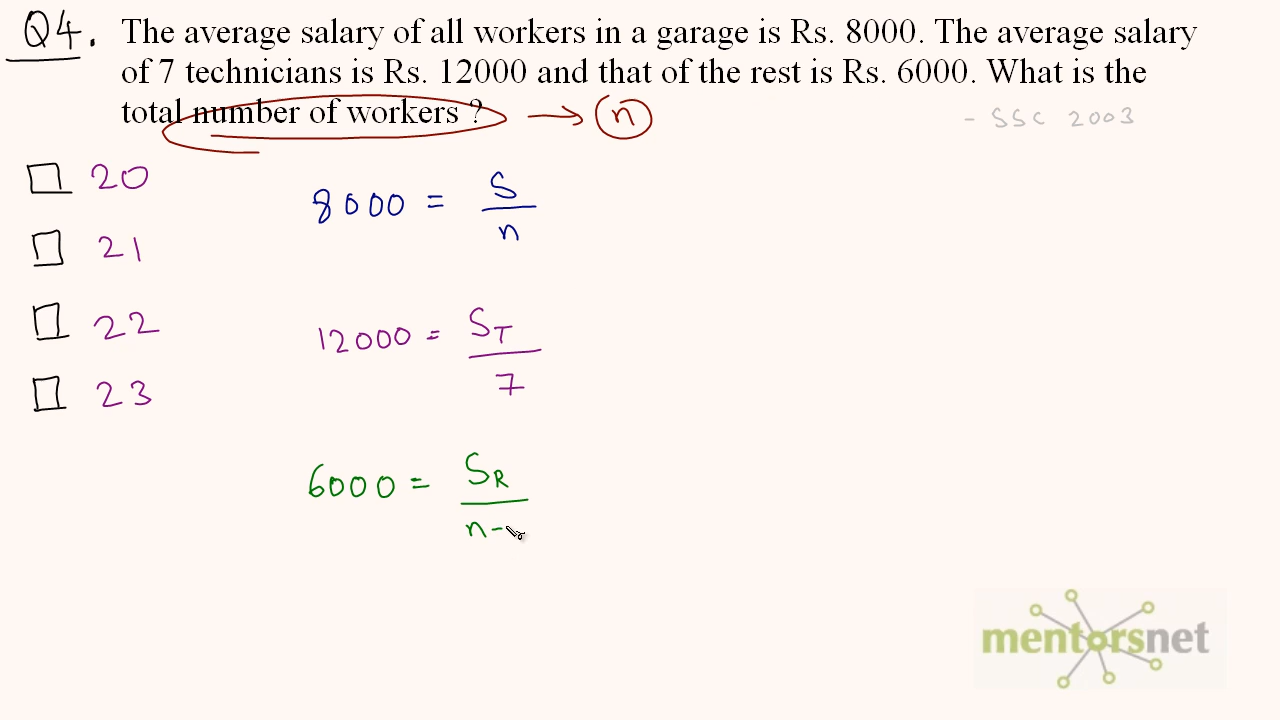 Q4. The average salary of all workers in a garage is Rs. 8000. The average salary
of 7 technicians is Rs. 12000 and that of the rest is Rs. 6000. What is the
total number of workers ? → n
- SSC 2003
20
21
22
23
8000 = S
n
12000 = S_T
7
6000 = S_R
n-
mentorsnet